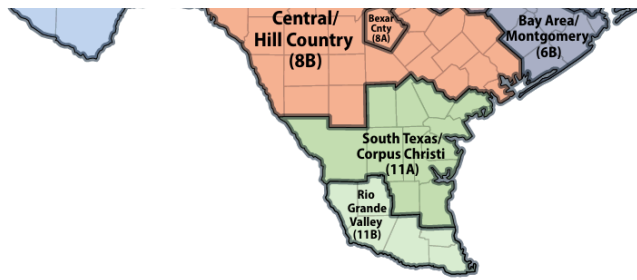 Central/
Hill Country
(8B)
Bexar
Cnty
(8A)
Bay Area/
Montgomery
(6B)
South Texas/
Corpus Christi
(11A)
Rio
Grande
Valley
(11B)